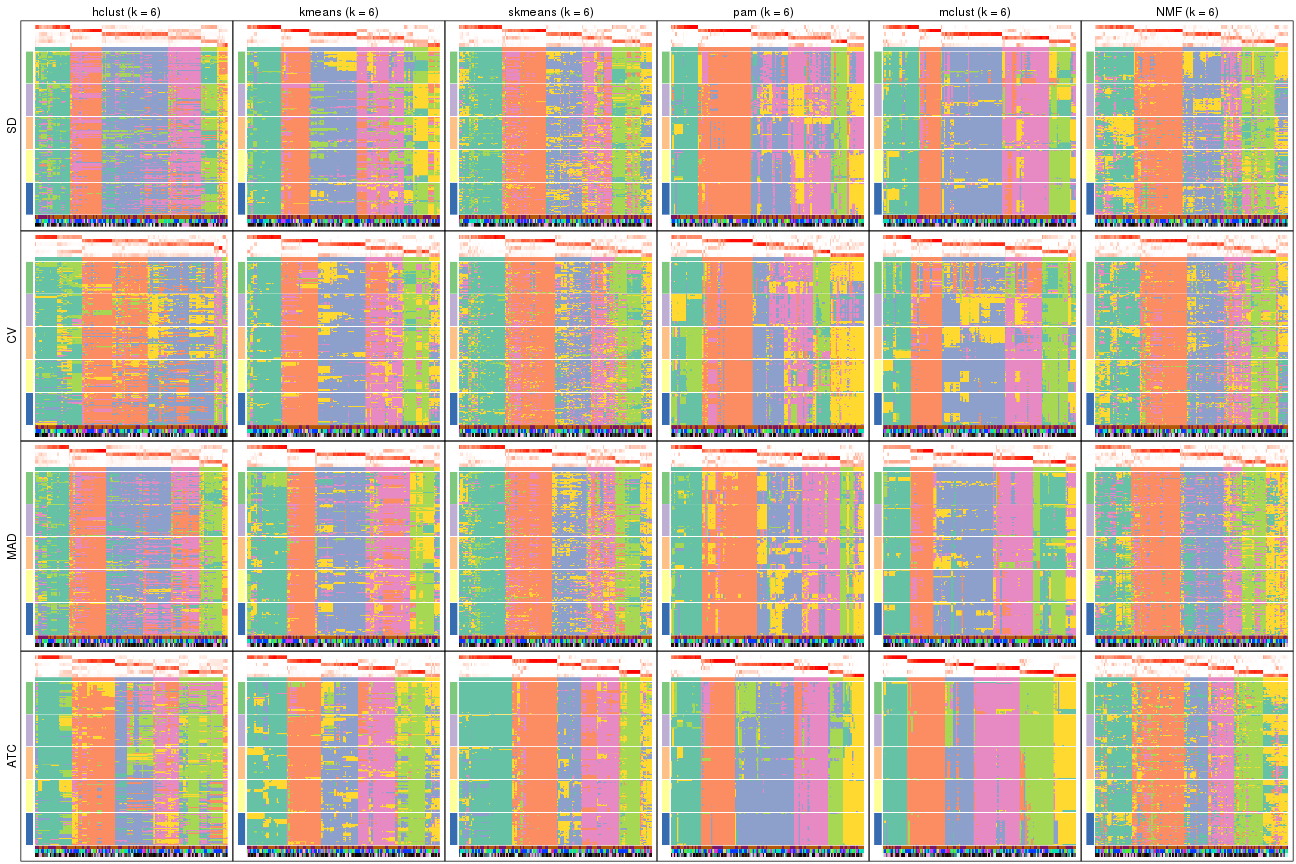 hclust (k = 6) kmeans (k = 6) skmeans (k = 6) pam (k = 6) mclust (k = 6) NMF (k = 6)
SD
CV
MAD
ATC